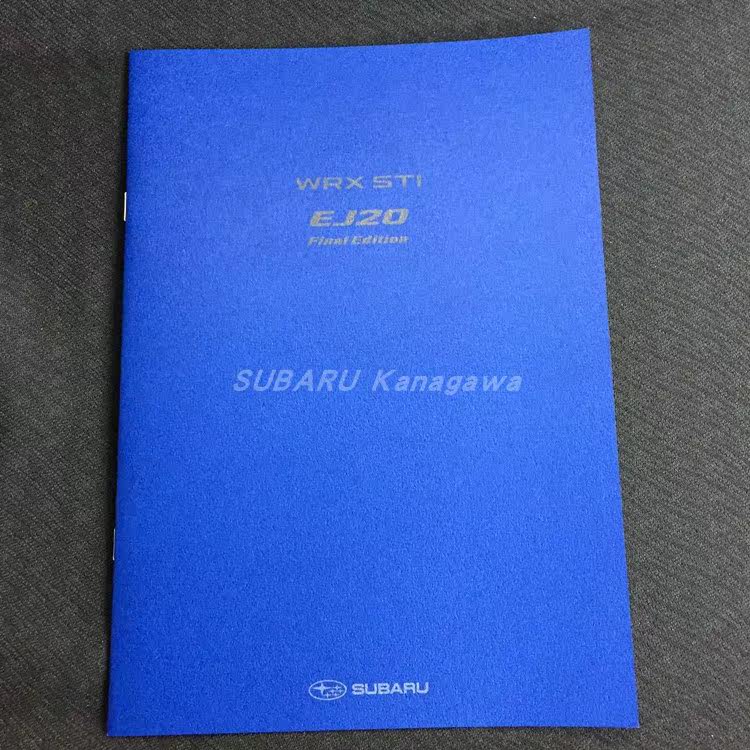 WRX STI
EJ20
Final Edition
SUBARU Kanagawa
SUBARU